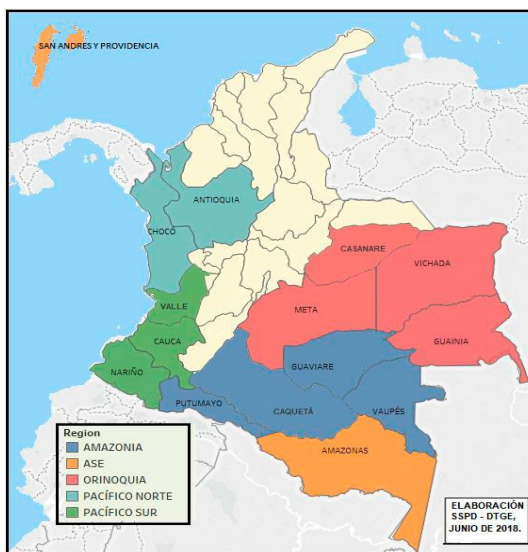 SAN ANDRES Y PROVIDENCIA
ANTIOQUIA
CHOCÓ
CASANARE
VICHADA
VALLE
META
CAUCA
GUAINIA
NARIÑO
GUAVIARE
PUTUMAYO
CAQUETÁ
VAUPÉS
AMAZONAS
Region
AMAZONIA
ASE
ORINOQUIA
PACÍFICO NORTE
PACÍFICO SUR
ELABORACIÓN
SSPD - DTGE,
JUNIO DE 2018.